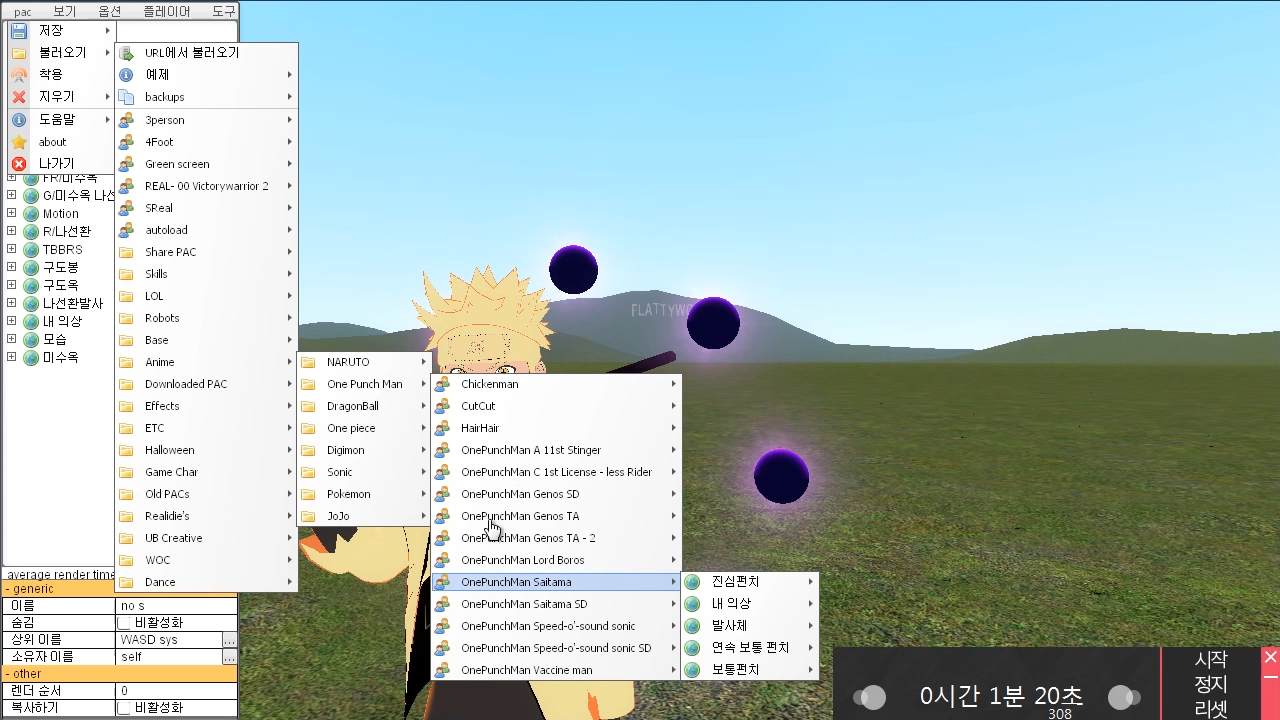 pac 보기 옵션 플레이어 도구
저장
불러오기
착용
지우기
도움말
about
나가기
FR/미수옥
G/미수옥 나선
Motion
R/나선환
TBBRS
구도봉
구도옥
나선환발사
내 의상
모습
미수옥
average render time
- generic
이름 no s
숨김 비활성화
상위 이름 WASD sys ...
소유자 이름 self ...
- other
렌더 순서 0
복사하기 비활성화
URL에서 불러오기
예제
backups
3person
4Foot
Green screen
REAL- 00 Victorywarrior 2
SReal
autoload
Share PAC
Skills
LOL
Robots
Base
Anime
Downloaded PAC
Effects
ETC
Halloween
Game Char
Old PACs
Realidie's
UB Creative
WOC
Dance
NARUTO
One Punch Man
DragonBall
One piece
Digimon
Sonic
Pokemon
JoJo
Chickenman
CutCut
HairHair
OnePunchMan A 11st Stinger
OnePunchMan C 1st License - less Rider
OnePunchMan Genos SD
OnePunchMan Genos TA
OnePunchMan Genos TA - 2
OnePunchMan Lord Boros
OnePunchMan Saitama
OnePunchMan Saitama SD
OnePunchMan Speed-o'-sound sonic
OnePunchMan Speed-o'-sound sonic SD
OnePunchMan Vaccine man
진심펀치
내 의상
발사체
연속 보통 펀치
보통펀치
0시간 1분 20초
308
시작
정지
리셋